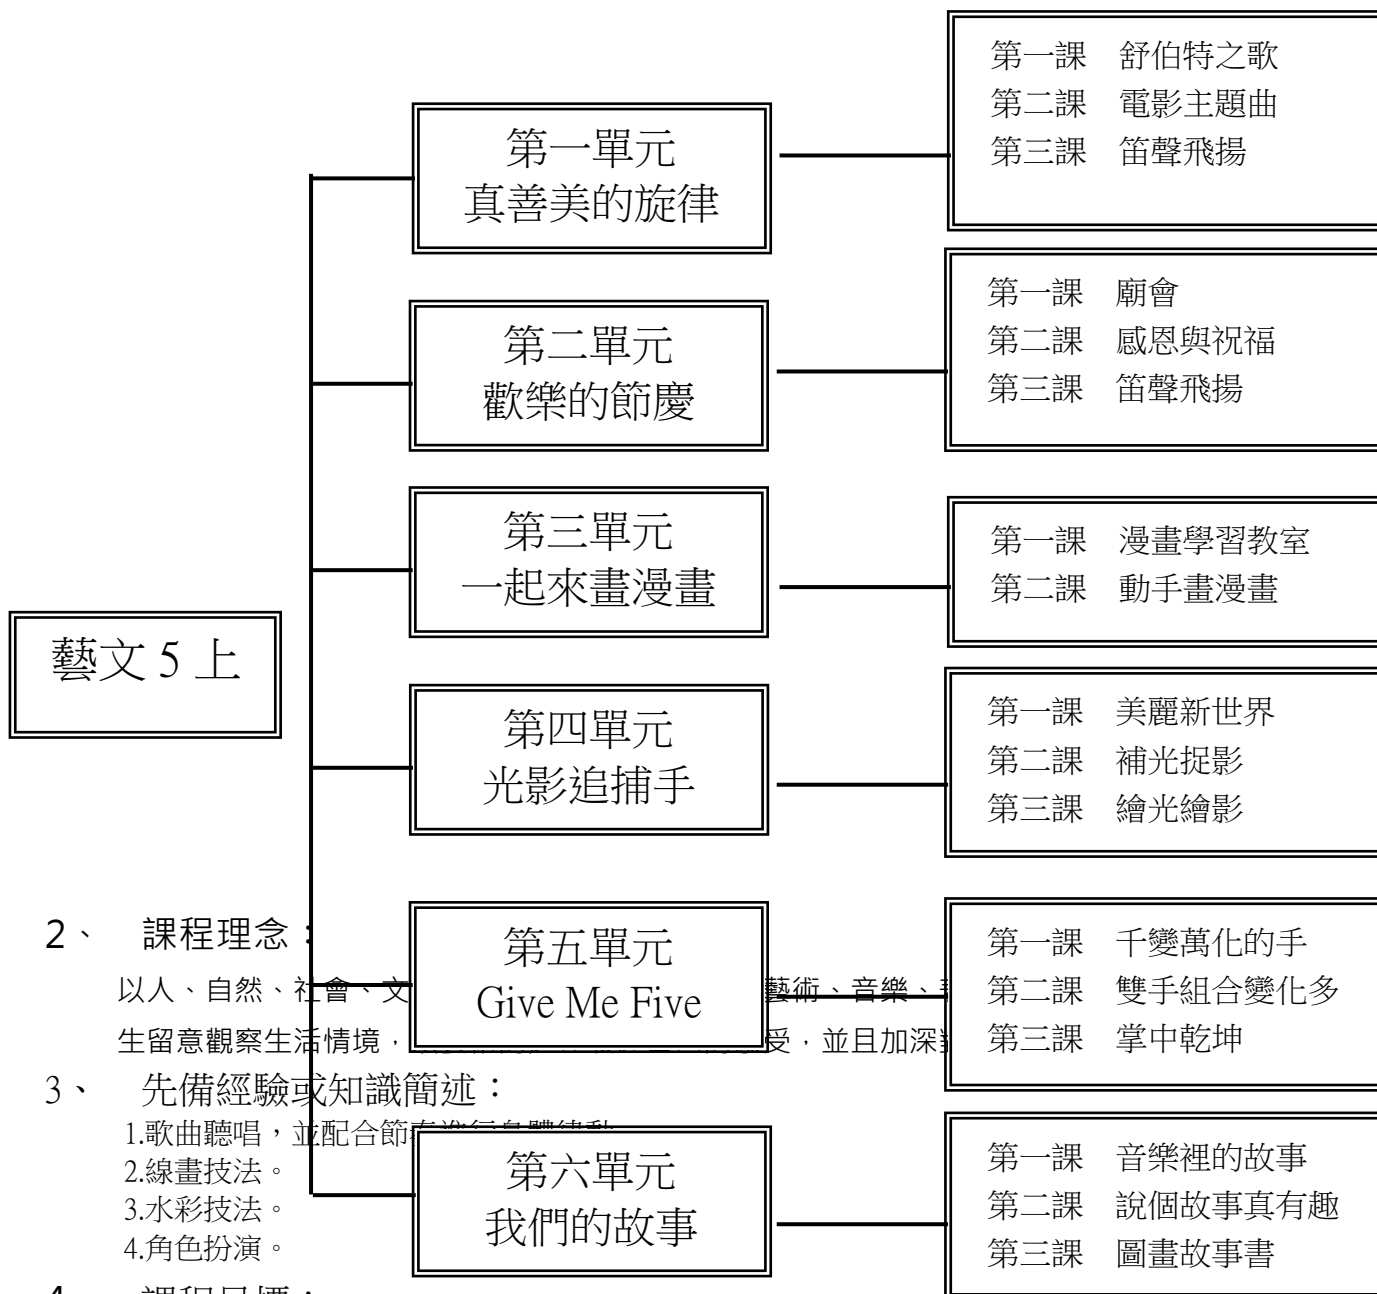 藝文 5 上
第一單元
真善美的旋律
第一課　舒伯特之歌
第二課　電影主題曲
第三課　笛聲飛揚
第二單元
歡樂的節慶
第一課　廟會
第二課　感恩與祝福
第三課　笛聲飛揚
第三單元
一起來畫漫畫
第一課　漫畫學習教室
第二課　動手畫漫畫
第四單元
光影追捕手
第一課　美麗新世界
第二課　補光捉影
第三課　繪光繪影
第五單元
Give Me Five
第一課　千變萬化的手
第二課　雙手組合變化多
第三課　掌中乾坤
第六單元
我們的故事
第一課　音樂裡的故事
第二課　說個故事真有趣
第三課　圖畫故事書
2、　課程理念：
以人、自然、社會、文 藝術、音樂、
生留意觀察生活情境， 受，並且加深
3、　先備經驗或知識簡述：
1.歌曲聽唱，並配合節奏進行身體律動
2.線畫技法。
3.水彩技法。
4.角色扮演。
4、　課程目標：